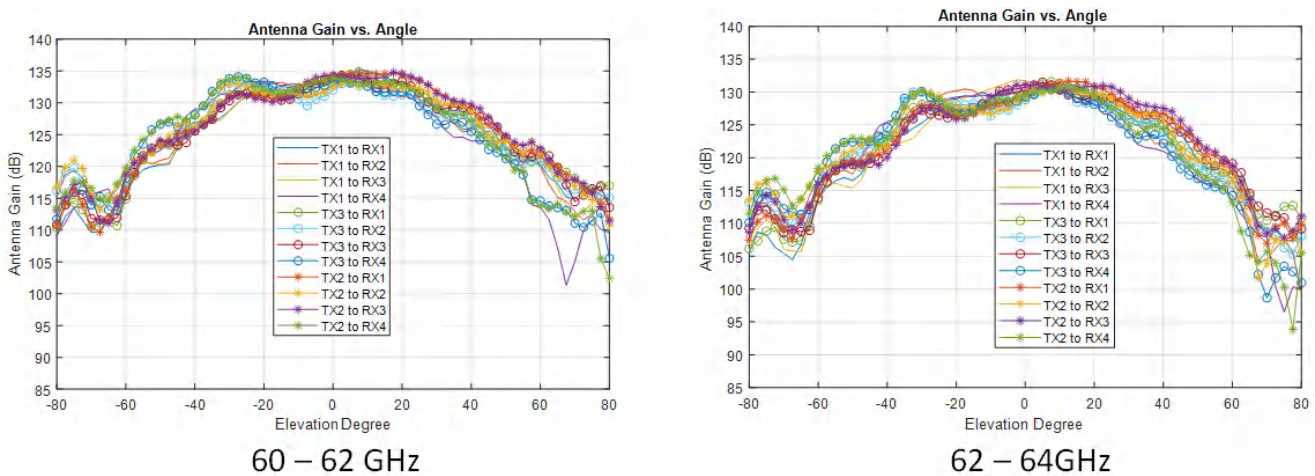 Antenna Gain vs. Angle
140
135
130
125
120
115
110
105
100
95
90
85
Antenna Gain (dB)
-80 -60 -40 -20 0 20 40 60 80
Elevation Degree
TX1 to RX1
TX1 to RX2
TX1 to RX3
TX1 to RX4
TX3 to RX1
TX3 to RX2
TX3 to RX3
TX3 to RX4
TX2 to RX1
TX2 to RX2
TX2 to RX3
TX2 to RX4
60 – 62 GHz
Antenna Gain vs. Angle
140
135
130
125
120
115
110
105
100
95
90
85
Antenna Gain (dB)
-80 -60 -40 -20 0 20 40 60 80
Elevation Degree
TX1 to RX1
TX1 to RX2
TX1 to RX3
TX1 to RX4
TX3 to RX1
TX3 to RX2
TX3 to RX3
TX3 to RX4
TX2 to RX1
TX2 to RX2
TX2 to RX3
TX2 to RX4
62 – 64GHz